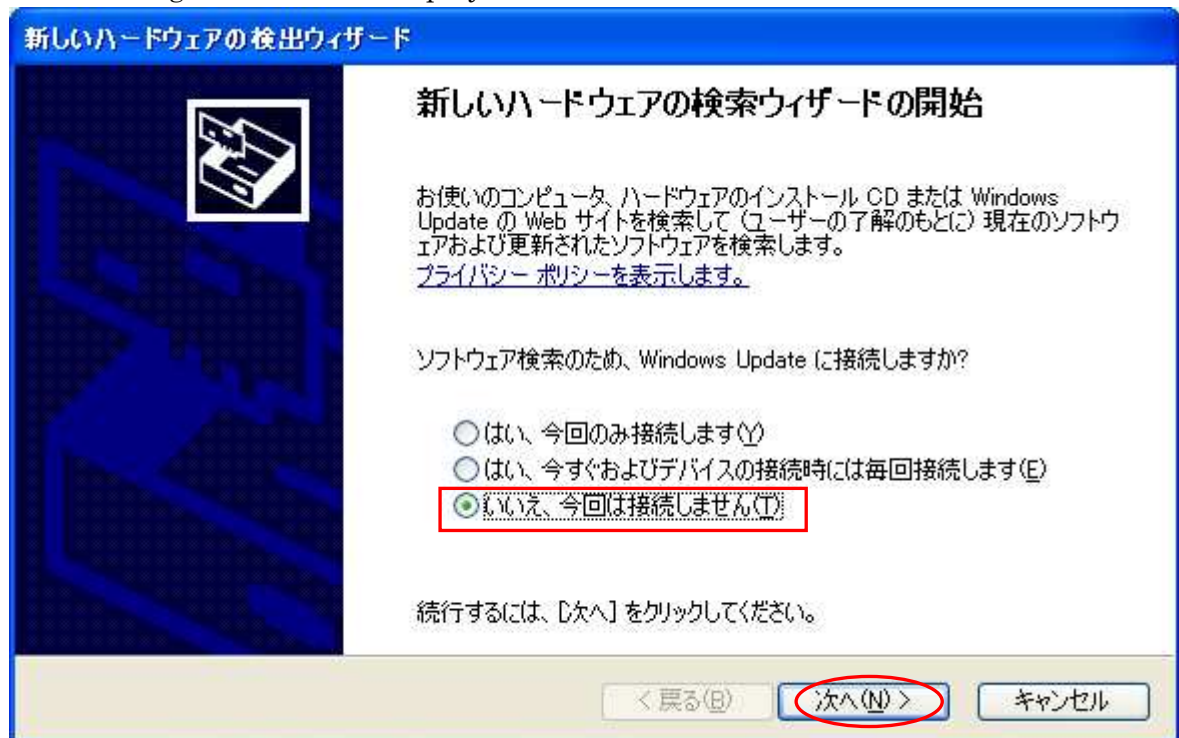 新しいハードウェアの検出ウィザード
新しいハードウェアの検索ウィザードの開始
お使いのコンピュータ、ハードウェアのインストール CD または Windows
Update の Web サイトを検索して (ユーザーの了解のもとに) 現在のソフトウ
ェアおよび更新されたソフトウェアを検索します。
プライバシー ポリシーを表示します。
ソフトウェア検索のため、Windows Update に接続しますか?
はい、今回のみ接続します(Y)
はい、今すぐおよびデバイスの接続時には毎回接続します(E)
いいえ、今回は接続しません(T)
続行するには、[次へ] をクリックしてください。
< 戻る(B) 次へ(N) > キャンセル